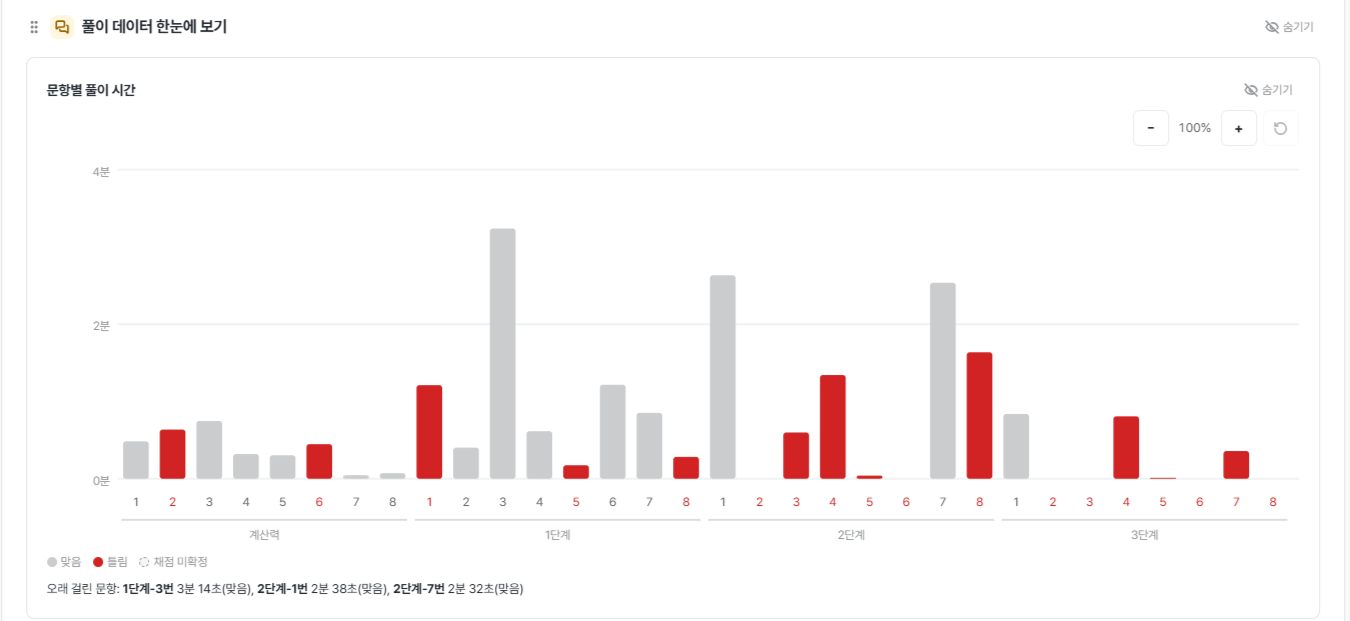 풀이 데이터 한눈에 보기 숨기기
문항별 풀이 시간 숨기기
- 100% +
4분
2분
0분
1 2 3 4 5 6 7 8 1 2 3 4 5 6 7 8 1 2 3 4 5 6 7 8 1 2 3 4 5 6 7 8
계산력 1단계 2단계 3단계
맞음 틀림 채점 미확정
오래 걸린 문항: 1단계-3번 3분 14초(맞음), 2단계-1번 2분 38초(맞음), 2단계-7번 2분 32초(맞음)